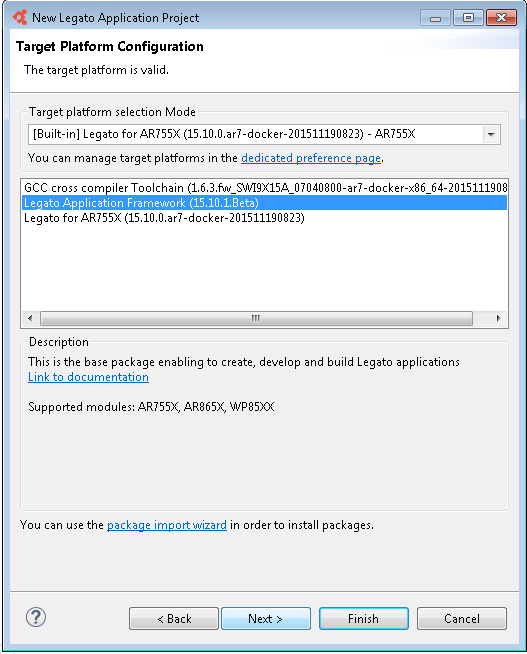 New Legato Application Project
Target Platform Configuration
The target platform is valid.
Target platform selection Mode
[Built-in] Legato for AR755X (15.10.0.ar7-docker-201511190823) - AR755X
You can manage target platforms in the dedicated preference page.
GCC cross compiler Toolchain (1.6.3.fw_SWI9X15A_07040800-ar7-docker-x86_64-2015111908
Legato Application Framework (15.10.1.Beta)
Legato for AR755X (15.10.0.ar7-docker-201511190823)
Description
This is the base package enabling to create, develop and build Legato applications
Link to documentation
Supported modules: AR755X, AR865X, WP85XX
You can use the package import wizard in order to install packages.
? < Back Next > Finish Cancel